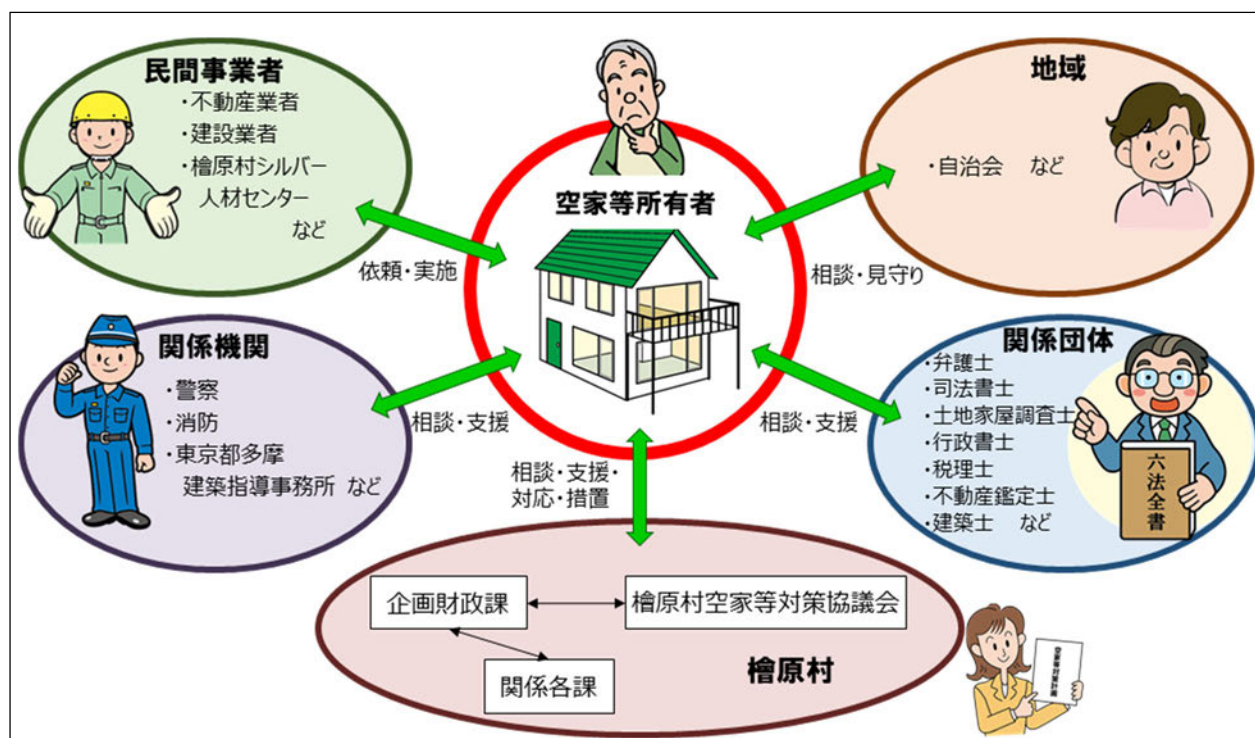 民間事業者
・不動産業者
・建設業者
・檜原村シルバー
人材センター
など
空家等所有者
地域
・自治会 など
依頼・実施
相談・見守り
関係機関
・警察
・消防
・東京都多摩
建築指導事務所 など
相談・支援
相談・支援・
対応・措置
相談・支援
関係団体
・弁護士
・司法書士
・土地家屋調査士
・行政書士
・税理士
・不動産鑑定士
・建築士 など
六法全書
企画財政課
檜原村空家等対策協議会
関係各課
檜原村
空家等対策計画